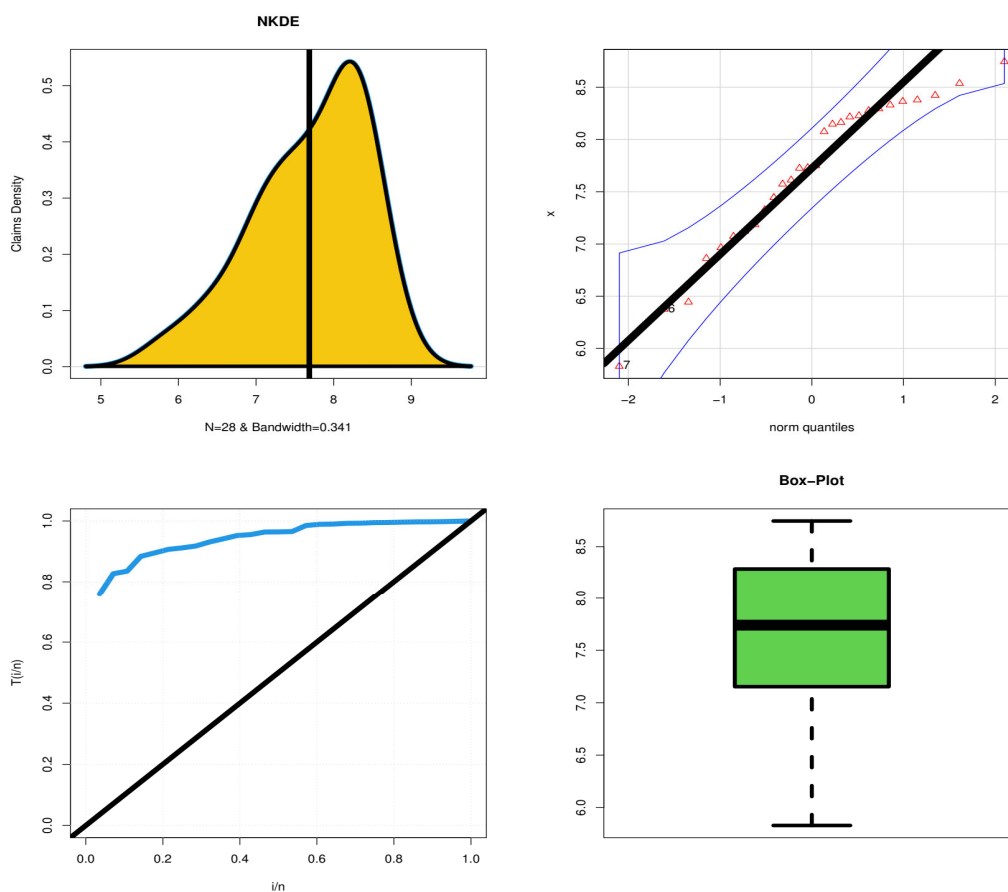 NKDE
Claims Density
0.0 0.1 0.2 0.3 0.4 0.5
5 6 7 8 9
N=28 & Bandwidth=0.341
x
6.0 6.5 7.0 7.5 8.0 8.5
6
7
−2 −1 0 1 2
norm quantiles
T(i/n)
0.0 0.2 0.4 0.6 0.8 1.0
0.0 0.2 0.4 0.6 0.8 1.0
i/n
Box−Plot
6.0 6.5 7.0 7.5 8.0 8.5